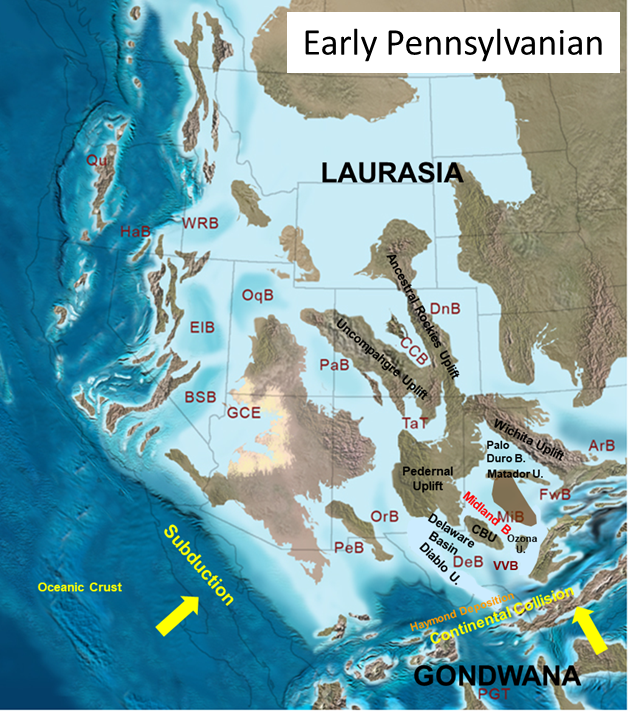 Early Pennsylvanian
LAURASIA
Qu
HaB
WRB
Ancestral Rockies Uplift
OqB
DnB
ElB
Uncompahgre Uplift
CCB
PaB
BSB
GCE
TaT
Wichita Uplift
ArB
Palo
Duro B.
Matador U.
Pedernal
Uplift
FwB
Midland B.
MiB
OrB
Delaware
Basin
Diablo U.
CBU
Ozona
U.
PeB
DeB
VVB
Subduction
Oceanic Crust
Haymond Deposition
Continental Collision
GONDWANA
PGT